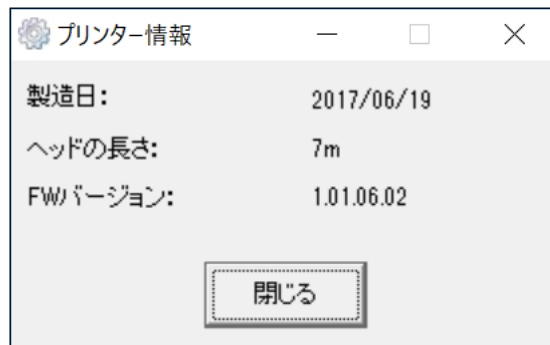 プリンター情報
製造日: 2017/06/19
ヘッドの長さ: 7m
FWバージョン: 1.01.06.02
閉じる